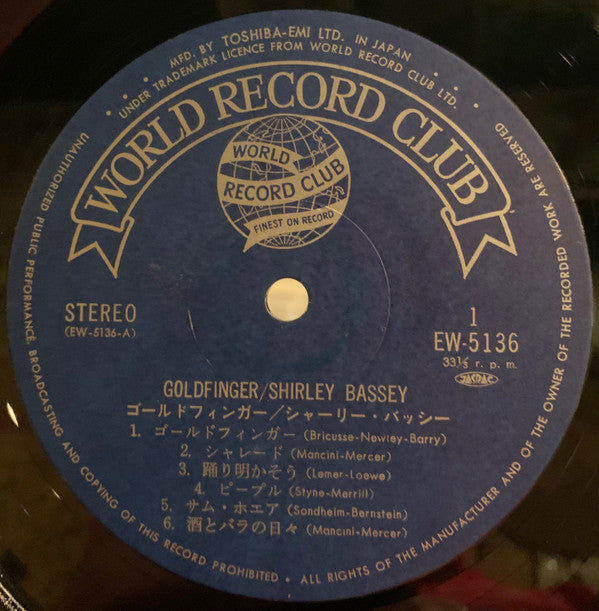 MFD. BY TOSHIBA-EMI LTD. IN JAPAN
UNDER TRADEMARK LICENCE FROM WORLD RECORD CLUB LTD.
WORLD RECORD CLUB
WORLD
RECORD CLUB
FINEST ON RECORD
STEREO
(EW-5136-A)
1
EW-5136
33⅓ r. p. m.
JASRAC
GOLDFINGER/SHIRLEY BASSEY
ゴールドフィンガー/シャーリー・バッシー
1. ゴールドフィンガー (Bricusse-Newley-Barry)
2. シャレード (Mancini-Mercer)
3. 踊り明かそう (Lerner-Loewe)
4. ピープル (Styne-Merrill)
5. サム・ホエア (Sondheim-Bernstein)
6. 酒とバラの日々 (Mancini-Mercer)
UNAUTHORIZED PUBLIC PERFORMANCE, BROADCASTING AND COPYING OF THIS RECORD PROHIBITED • ALL RIGHTS OF THE MANUFACTURER AND OF THE OWNER OF THE RECORDED WORK ARE RESERVED